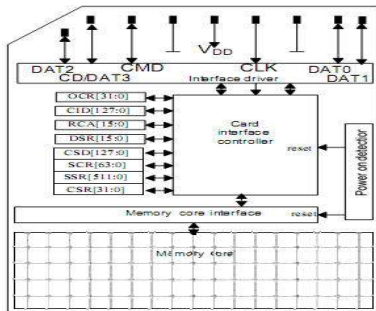 VDD
DAT2 CMD CLK DAT0
CD/DAT3 DAT1
Interface driver
OCR[31:0]
CID[127:0]
RCA[15:0]
DSR[15:0]
CSD[127:0]
SCR[63:0]
SSR[511:0]
CSR[31:0]
Card
interface
controller
reset
Power on detector
Memory core interface
reset
Memory core